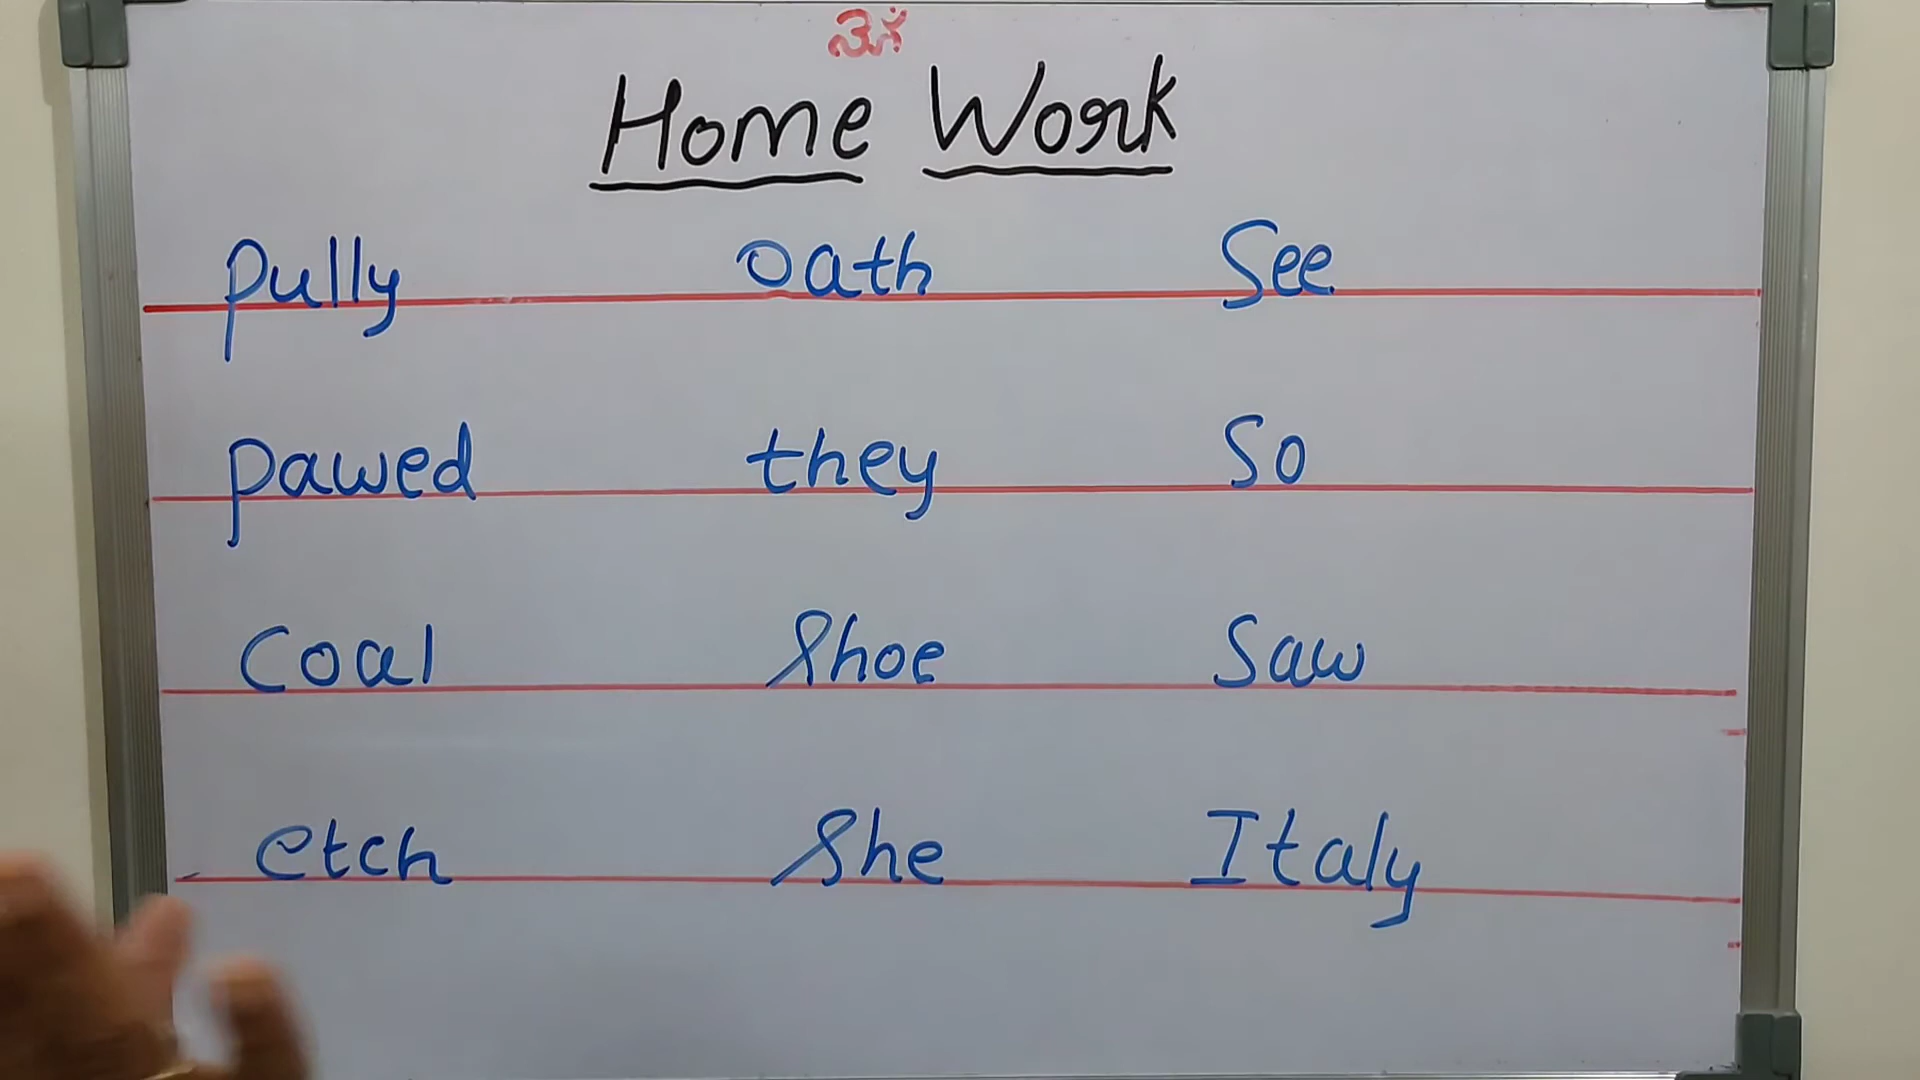 ૐ
Home Work
pully oath See
pawed they So
Coal Shoe Saw
etch She Italy